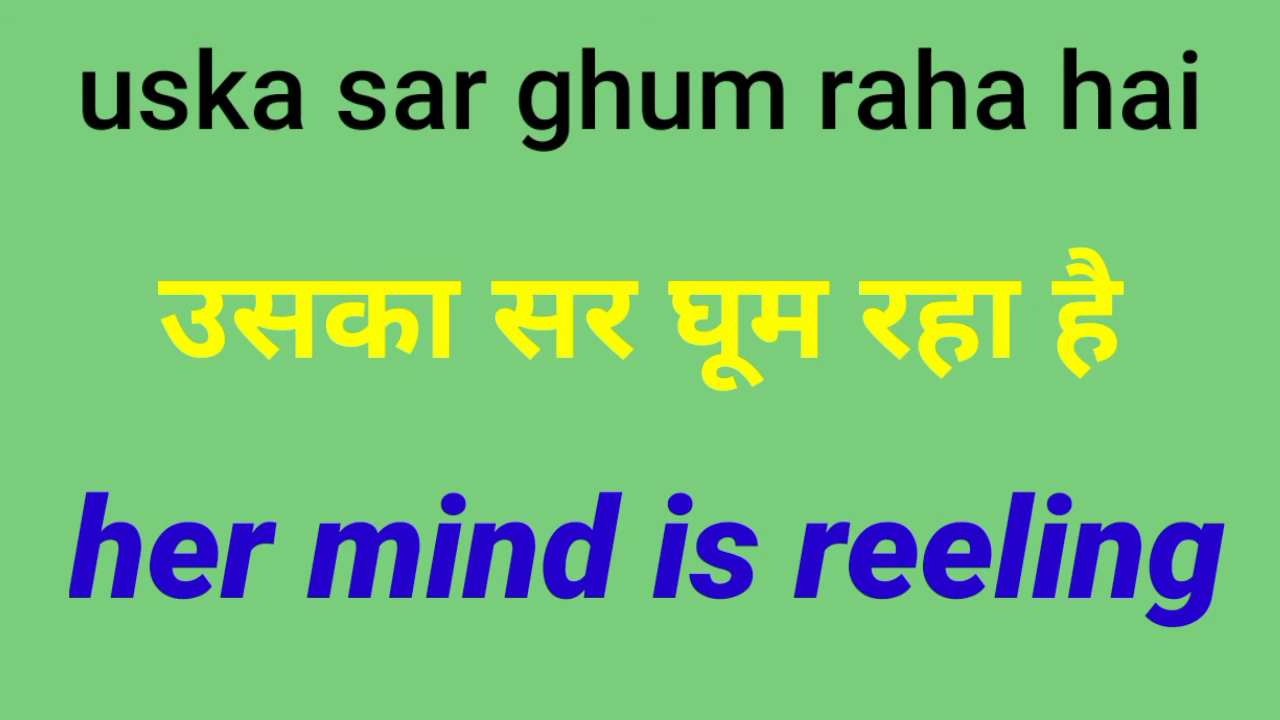 uska sar ghum raha hai
उसका सर घूम रहा है
her mind is reeling